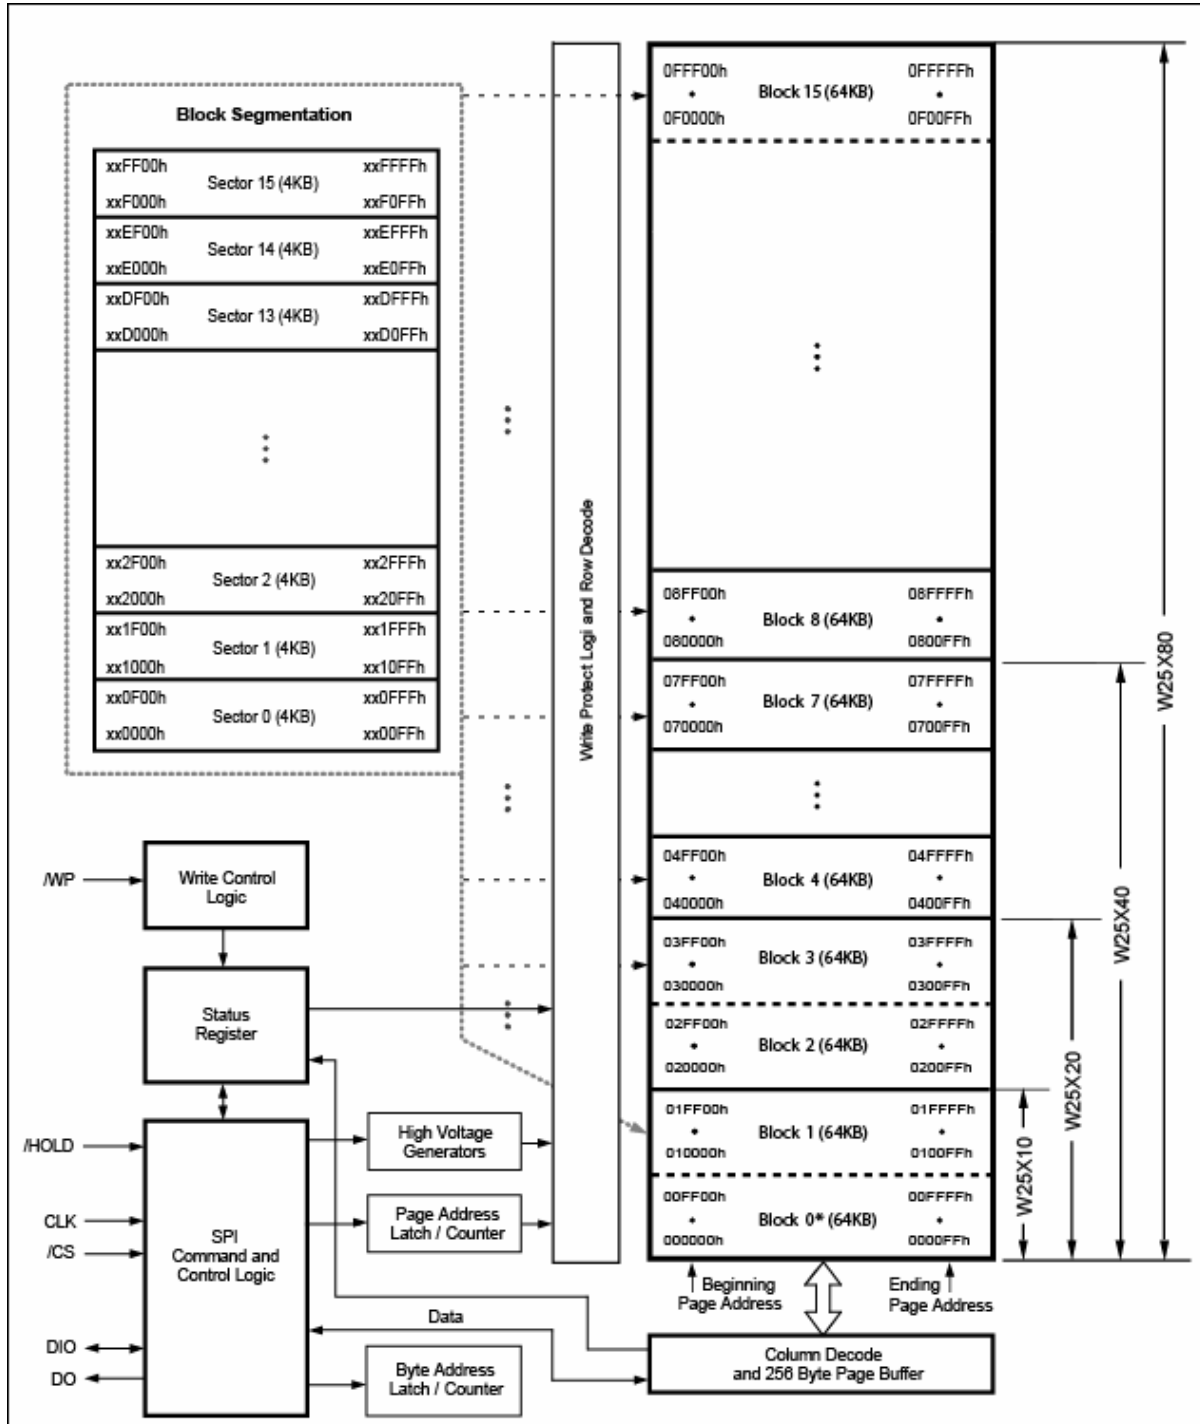 Block Segmentation
xxFF00h xxFFFFh
Sector 15 (4KB)
xxF000h xxF0FFh
xxEF00h xxEFFFh
Sector 14 (4KB)
xxE000h xxE0FFh
xxDF00h xxDFFFh
Sector 13 (4KB)
xxD000h xxD0FFh
xx2F00h xx2FFFh
Sector 2 (4KB)
xx2000h xx20FFh
xx1F00h xx1FFFh
Sector 1 (4KB)
xx1000h xx10FFh
xx0F00h xx0FFFh
Sector 0 (4KB)
xx0000h xx00FFh
Write Protect Logi and Row Decode
0FFF00h 0FFFFFh
Block 15 (64KB)
0F0000h 0F00FFh
08FF00h 08FFFFh
Block 8 (64KB)
080000h 0800FFh
07FF00h 07FFFFh
Block 7 (64KB)
070000h 0700FFh
04FF00h 04FFFFh
Block 4 (64KB)
040000h 0400FFh
03FF00h 03FFFFh
Block 3 (64KB)
030000h 0300FFh
02FF00h 02FFFFh
Block 2 (64KB)
020000h 0200FFh
01FF00h 01FFFFh
Block 1 (64KB)
010000h 0100FFh
00FF00h 00FFFFh
Block 0* (64KB)
000000h 0000FFh
Beginning
Page Address
Ending
Page Address
W25X10
W25X20
W25X40
W25X80
/WP
Write Control
Logic
Status
Register
/HOLD
CLK
/CS
DIO
DO
SPI
Command and
Control Logic
High Voltage
Generators
Page Address
Latch / Counter
Data
Byte Address
Latch / Counter
Column Decode
and 256 Byte Page Buffer